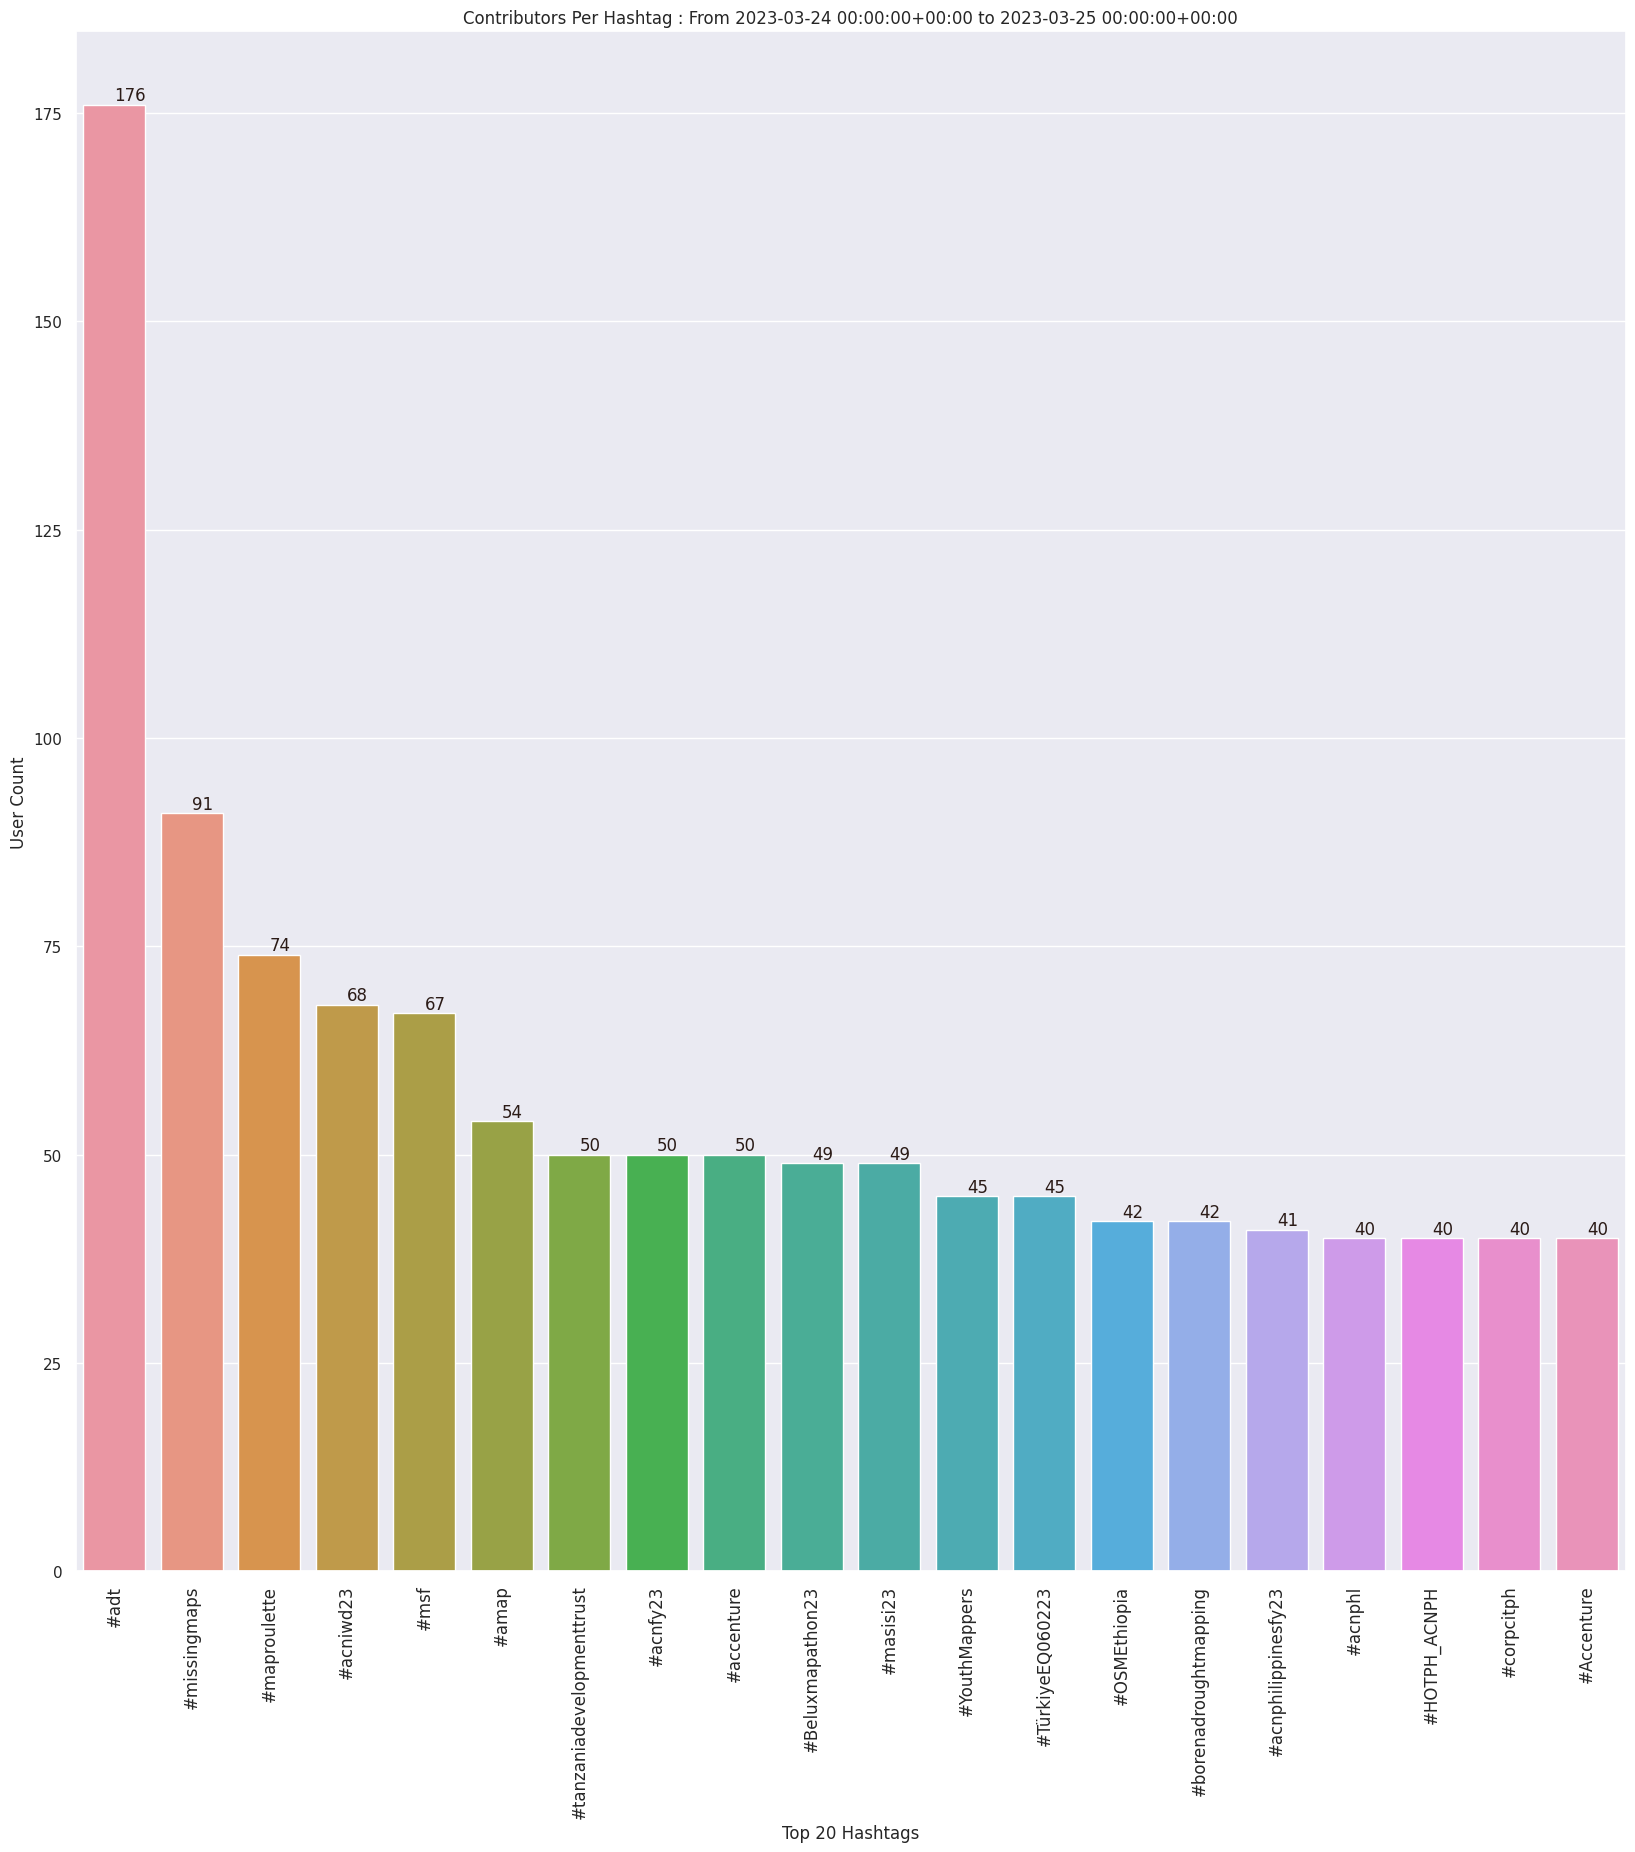 Contributors Per Hashtag : From 2023-03-24 00:00:00+00:00 to 2023-03-25 00:00:00+00:00
User Count
175
150
125
100
75
50
25
0
176
91
74
68
67
54
50
50
50
49
49
45
45
42
42
41
40
40
40
40
#adt
#missingmaps
#maproulette
#acniwd23
#msf
#amap
#tanzaniadevelopmenttrust
#acnfy23
#accenture
#Beluxmapathon23
#masisi23
#YouthMappers
#TürkiyeEQ060223
#OSMEthiopia
#borenadroughtmapping
#acnphilippinesfy23
#acnphl
#HOTPH_ACNPH
#corpcitph
#Accenture
Top 20 Hashtags